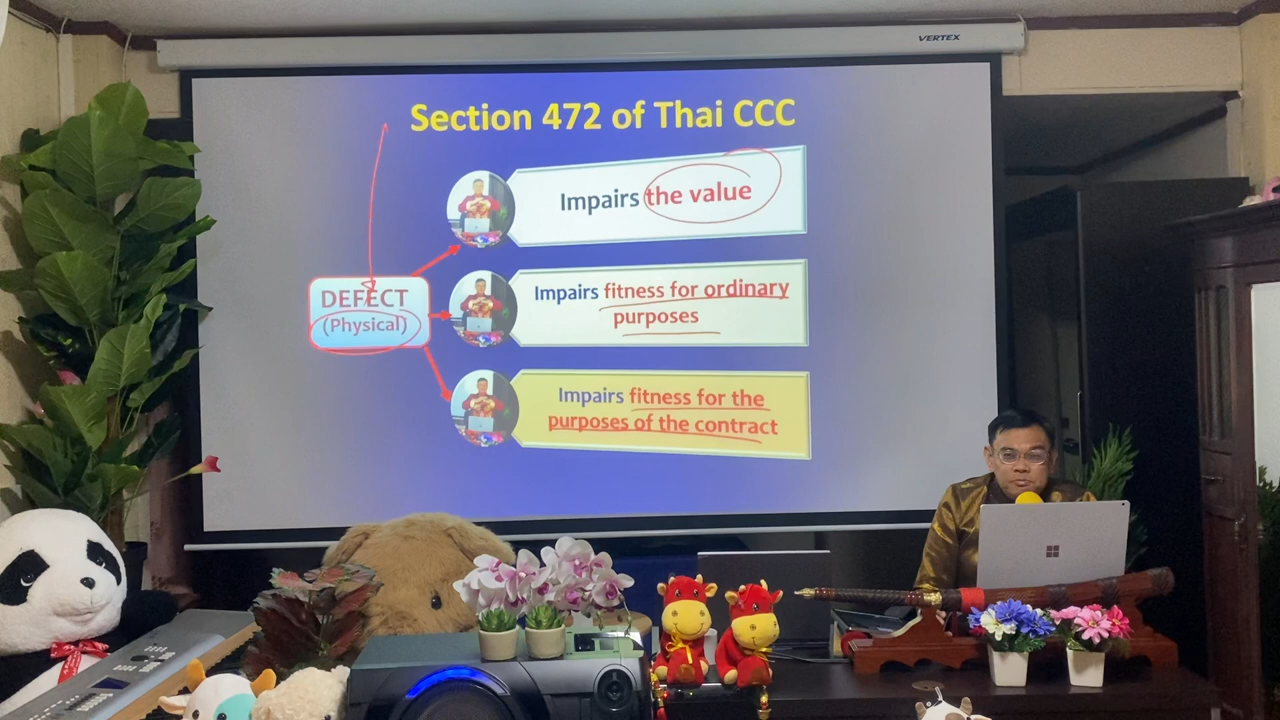 VERTEX
Section 472 of Thai CCC
Impairs the value
DEFECT
(Physical)
Impairs fitness for ordinary
purposes
Impairs fitness for the
purposes of the contract